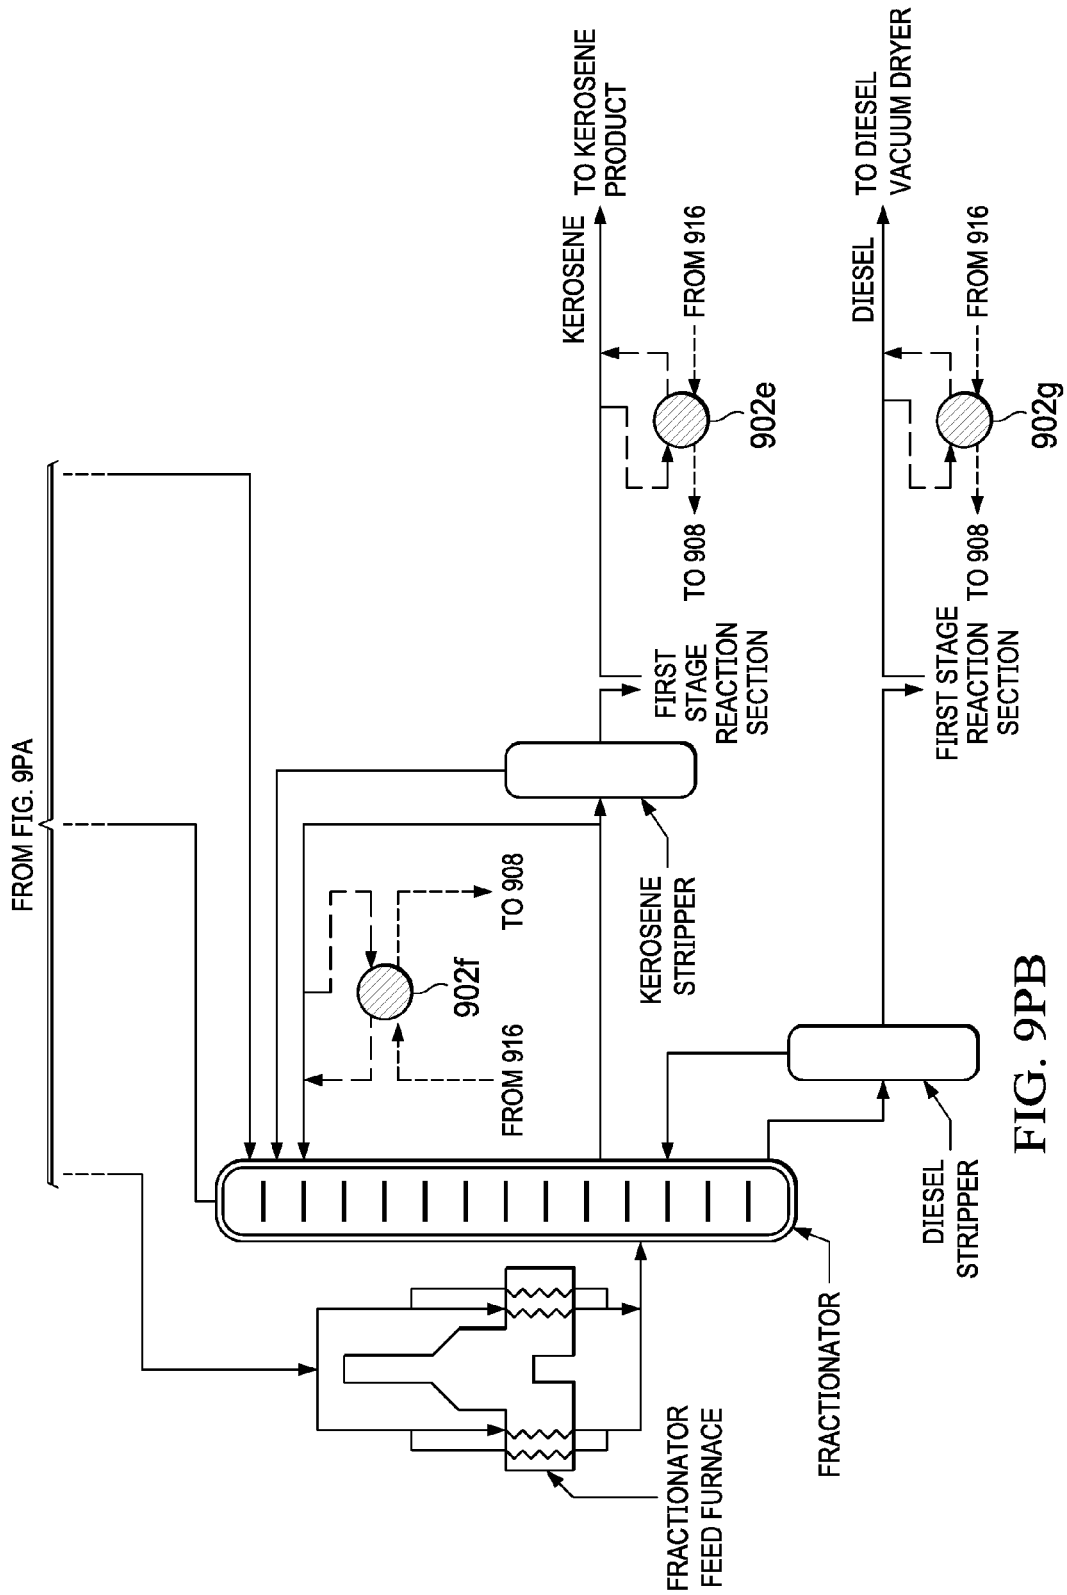 FROM FIG. 9PA
FRACTIONATOR
FEED FURNACE
FRACTIONATOR
902f
FROM 916
TO 908
DIESEL
STRIPPER
KEROSENE
STRIPPER
FIRST
STAGE
REACTION
SECTION
KEROSENE
TO KEROSENE
PRODUCT
TO 908
902e
FROM 916
FIRST STAGE
REACTION
SECTION
DIESEL
TO DIESEL
VACUUM DRYER
TO 908
902g
FROM 916
FIG. 9PB